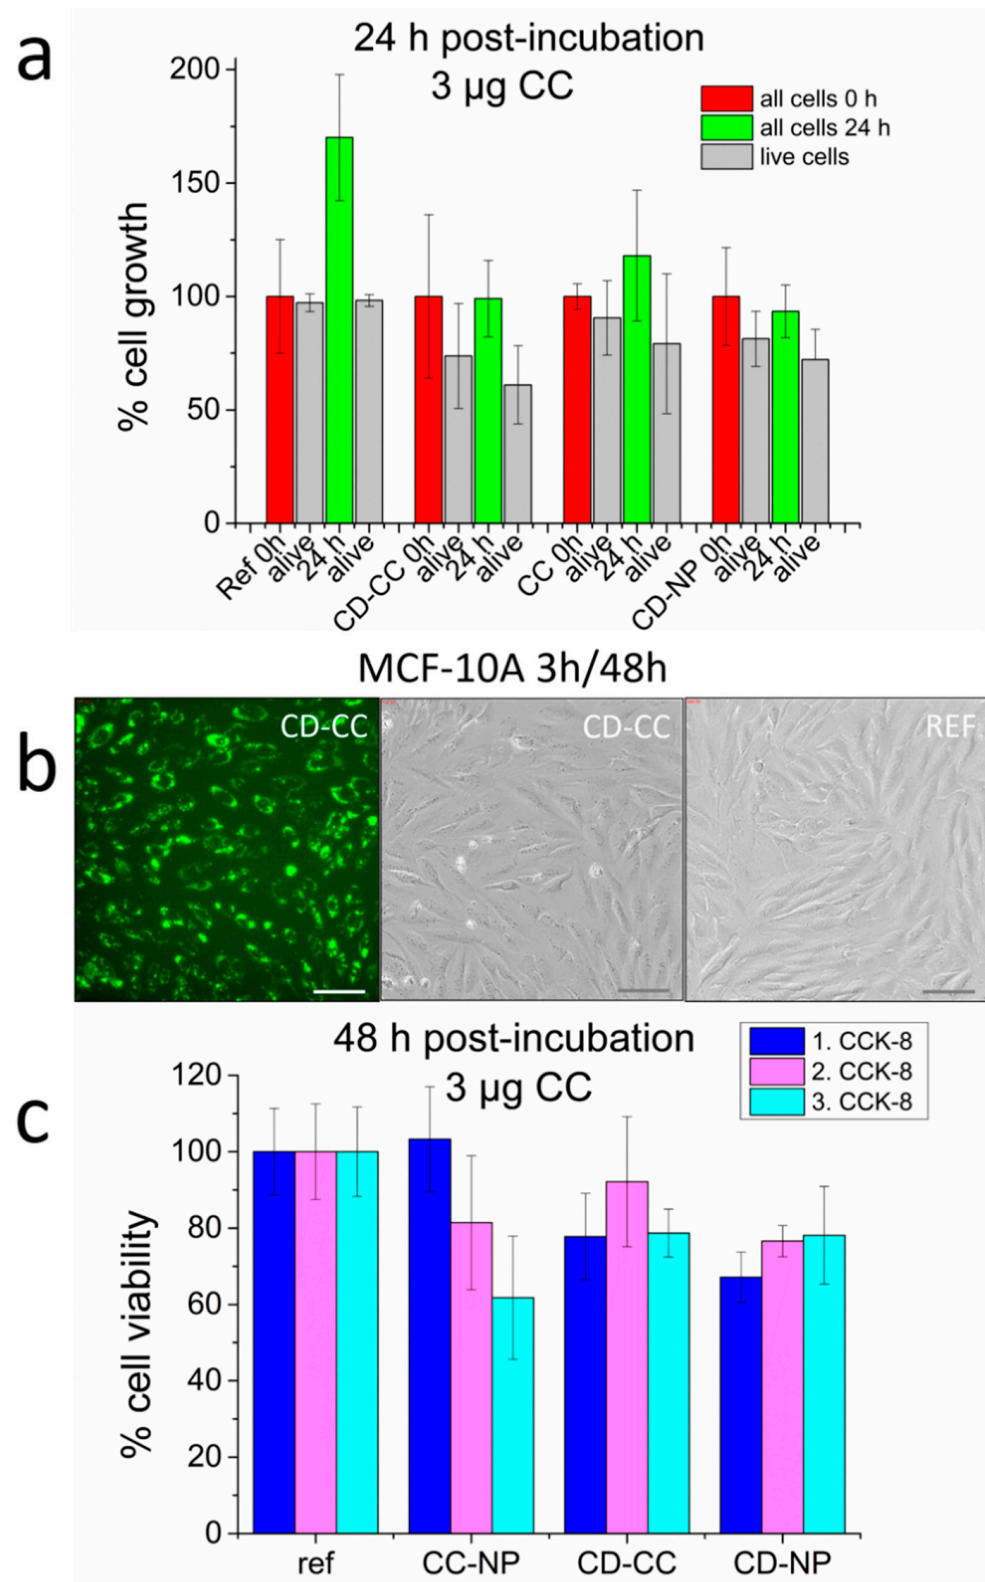 a
24 h post-incubation
3 µg CC
all cells 0 h
all cells 24 h
live cells
% cell growth
200
150
100
50
0
Ref 0h
alive
24 h
alive
CD-CC 0h
alive
24 h
alive
CC 0h
alive
24 h
alive
CD-NP 0h
alive
24 h
alive
MCF-10A 3h/48h
b
CD-CC
CD-CC
REF
c
48 h post-incubation
3 µg CC
1. CCK-8
2. CCK-8
3. CCK-8
% cell viability
120
100
80
60
40
20
0
ref
CC-NP
CD-CC
CD-NP